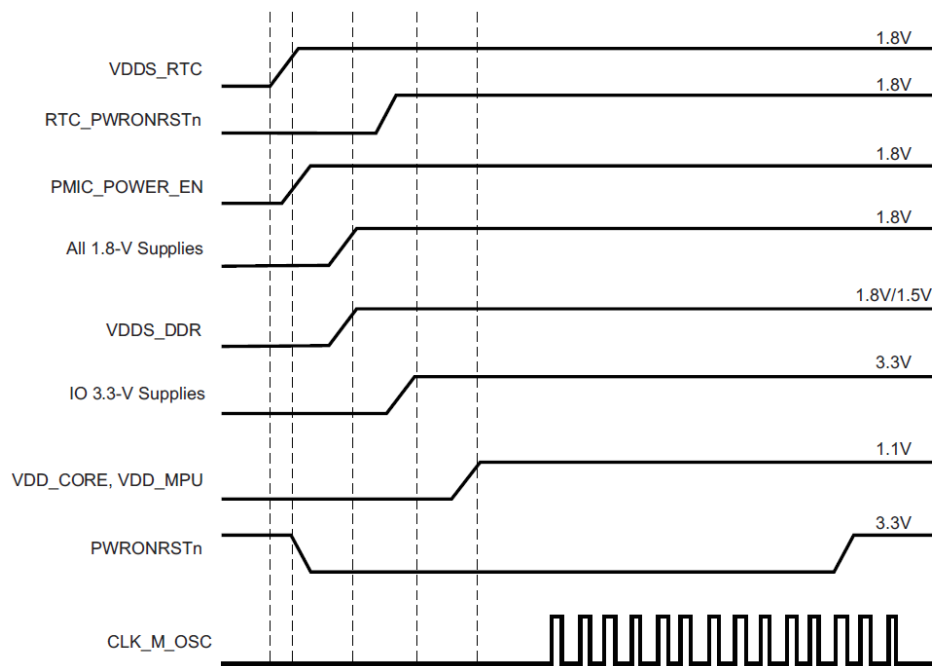 1.8V
VDDS_RTC
1.8V
RTC_PWRONRSTn
1.8V
PMIC_POWER_EN
1.8V
All 1.8-V Supplies
1.8V/1.5V
VDDS_DDR
3.3V
IO 3.3-V Supplies
1.1V
VDD_CORE, VDD_MPU
3.3V
PWRONRSTn
CLK_M_OSC